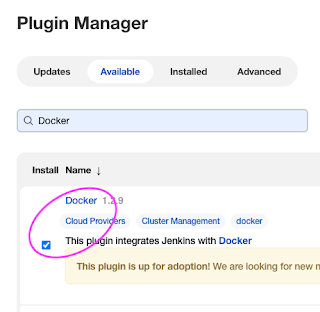 Plugin Manager
Updates Available Installed Advanced
Docker
Install Name ↓
Docker 1.2.9
Cloud Providers Cluster Management docker
This plugin integrates Jenkins with Docker
This plugin is up for adoption! We are looking for new